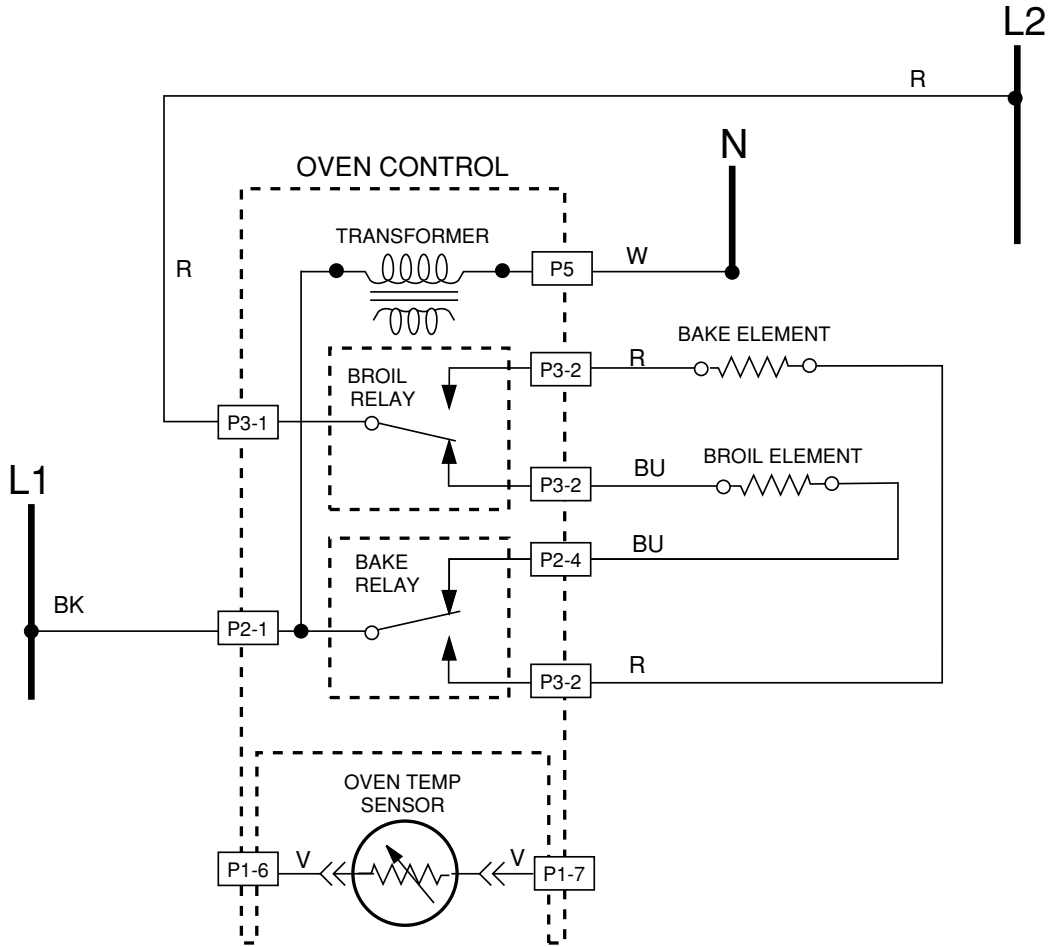 L2
R
N
OVEN CONTROL
TRANSFORMER
R
P5
W
BAKE ELEMENT
BROIL
RELAY
P3-2
R
P3-1
BROIL ELEMENT
L1
P3-2
BU
BAKE
RELAY
P2-4
BU
BK
P2-1
P3-2
R
OVEN TEMP
SENSOR
P1-6
V
V
P1-7